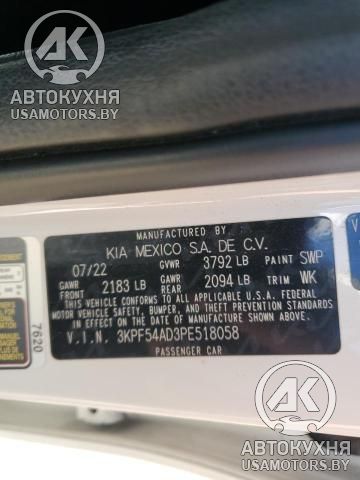 АК
АВТОКУХНЯ
USAMOTORS.BY
MANUFACTURED BY
KIA MEXICO S.A. DE C.V.
07/22 GVWR 3792 LB PAINT SWP
GAWR FRONT 2183 LB GAWR REAR 2094 LB TRIM WK
THIS VEHICLE CONFORMS TO ALL APPLICABLE U.S.A. FEDERAL
MOTOR VEHICLE SAFETY, BUMPER, AND THEFT PREVENTION STANDARDS
IN EFFECT ON THE DATE OF MANUFACTURE SHOWN ABOVE.
V.I.N. 3KPF54AD3PE518058
PASSENGER CAR
7620
V
АК
АВТОКУХНЯ
USAMOTORS.BY